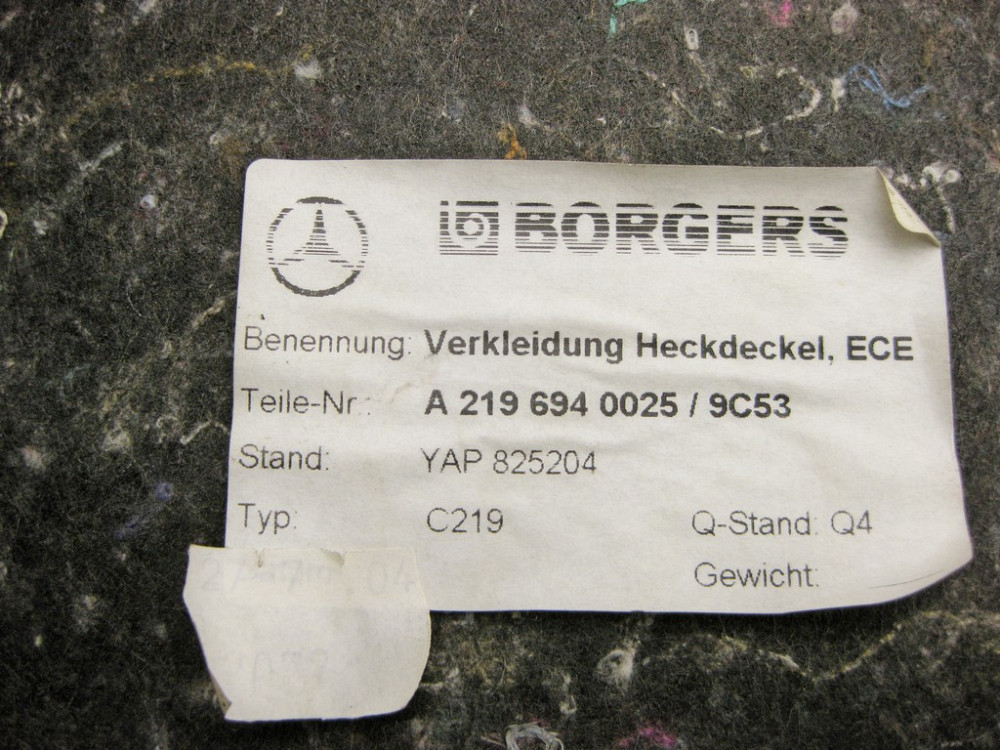 BORGERS
Benennung: Verkleidung Heckdeckel, ECE
Teile-Nr.: A 219 694 0025 / 9C53
Stand: YAP 825204
Typ: C219 Q-Stand: Q4
Gewicht: